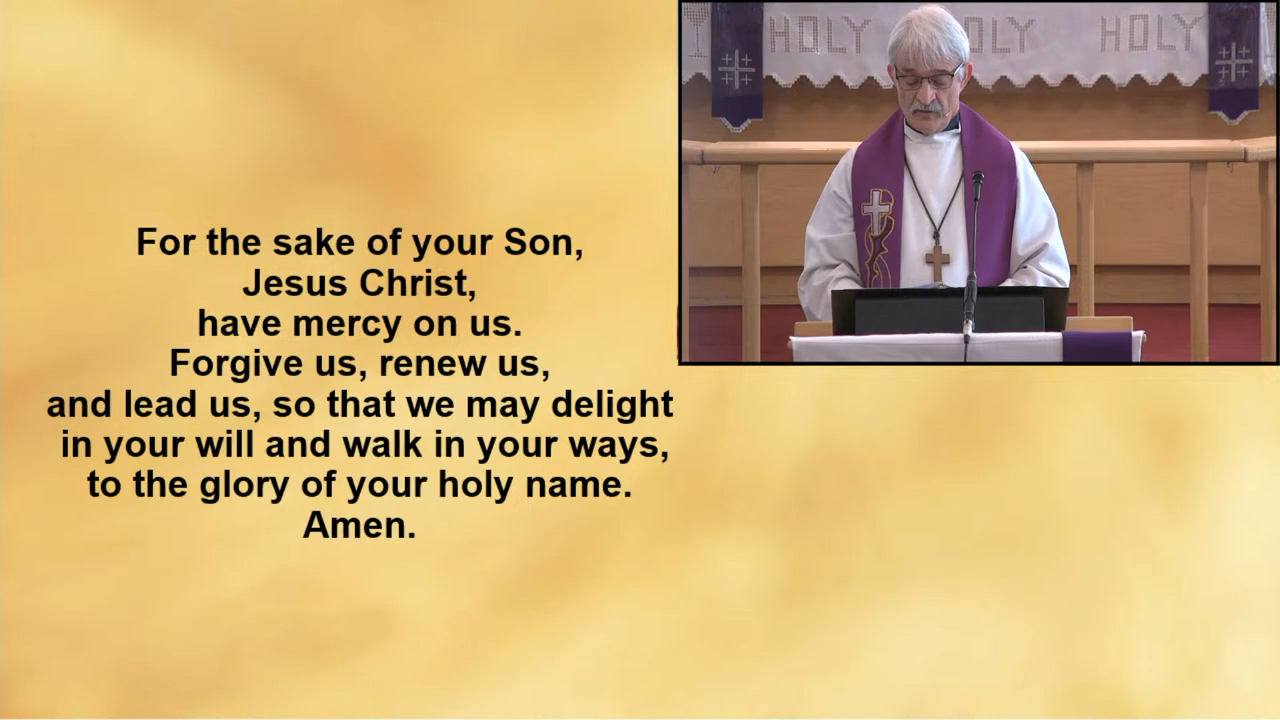 HOLY HOLY HOLY
For the sake of your Son,
Jesus Christ,
have mercy on us.
Forgive us, renew us,
and lead us, so that we may delight
in your will and walk in your ways,
to the glory of your holy name.
Amen.